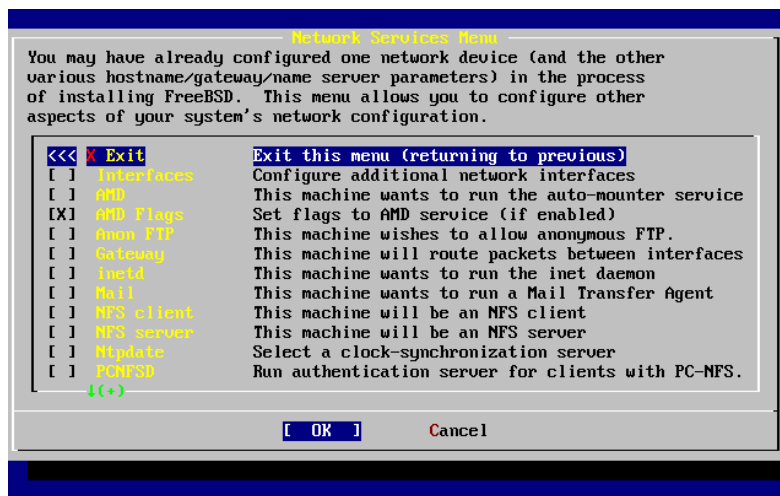 Network Services Menu
You may have already configured one network device (and the other
various hostname/gateway/name server parameters) in the process
of installing FreeBSD.  This menu allows you to configure other
aspects of your system's network configuration.
<<< X Exit Exit this menu (returning to previous)
[ ] Interfaces Configure additional network interfaces
[ ] AMD This machine wants to run the auto-mounter service
[X] AMD Flags Set flags to AMD service (if enabled)
[ ] Anon FTP This machine wishes to allow anonymous FTP.
[ ] Gateway This machine will route packets between interfaces
[ ] inetd This machine wants to run the inet daemon
[ ] Mail This machine wants to run a Mail Transfer Agent
[ ] NFS client This machine will be an NFS client
[ ] NFS server This machine will be an NFS server
[ ] Ntpdate Select a clock-synchronization server
[ ] PCNFSD Run authentication server for clients with PC-NFS.
↓(+)
[ OK ] Cancel